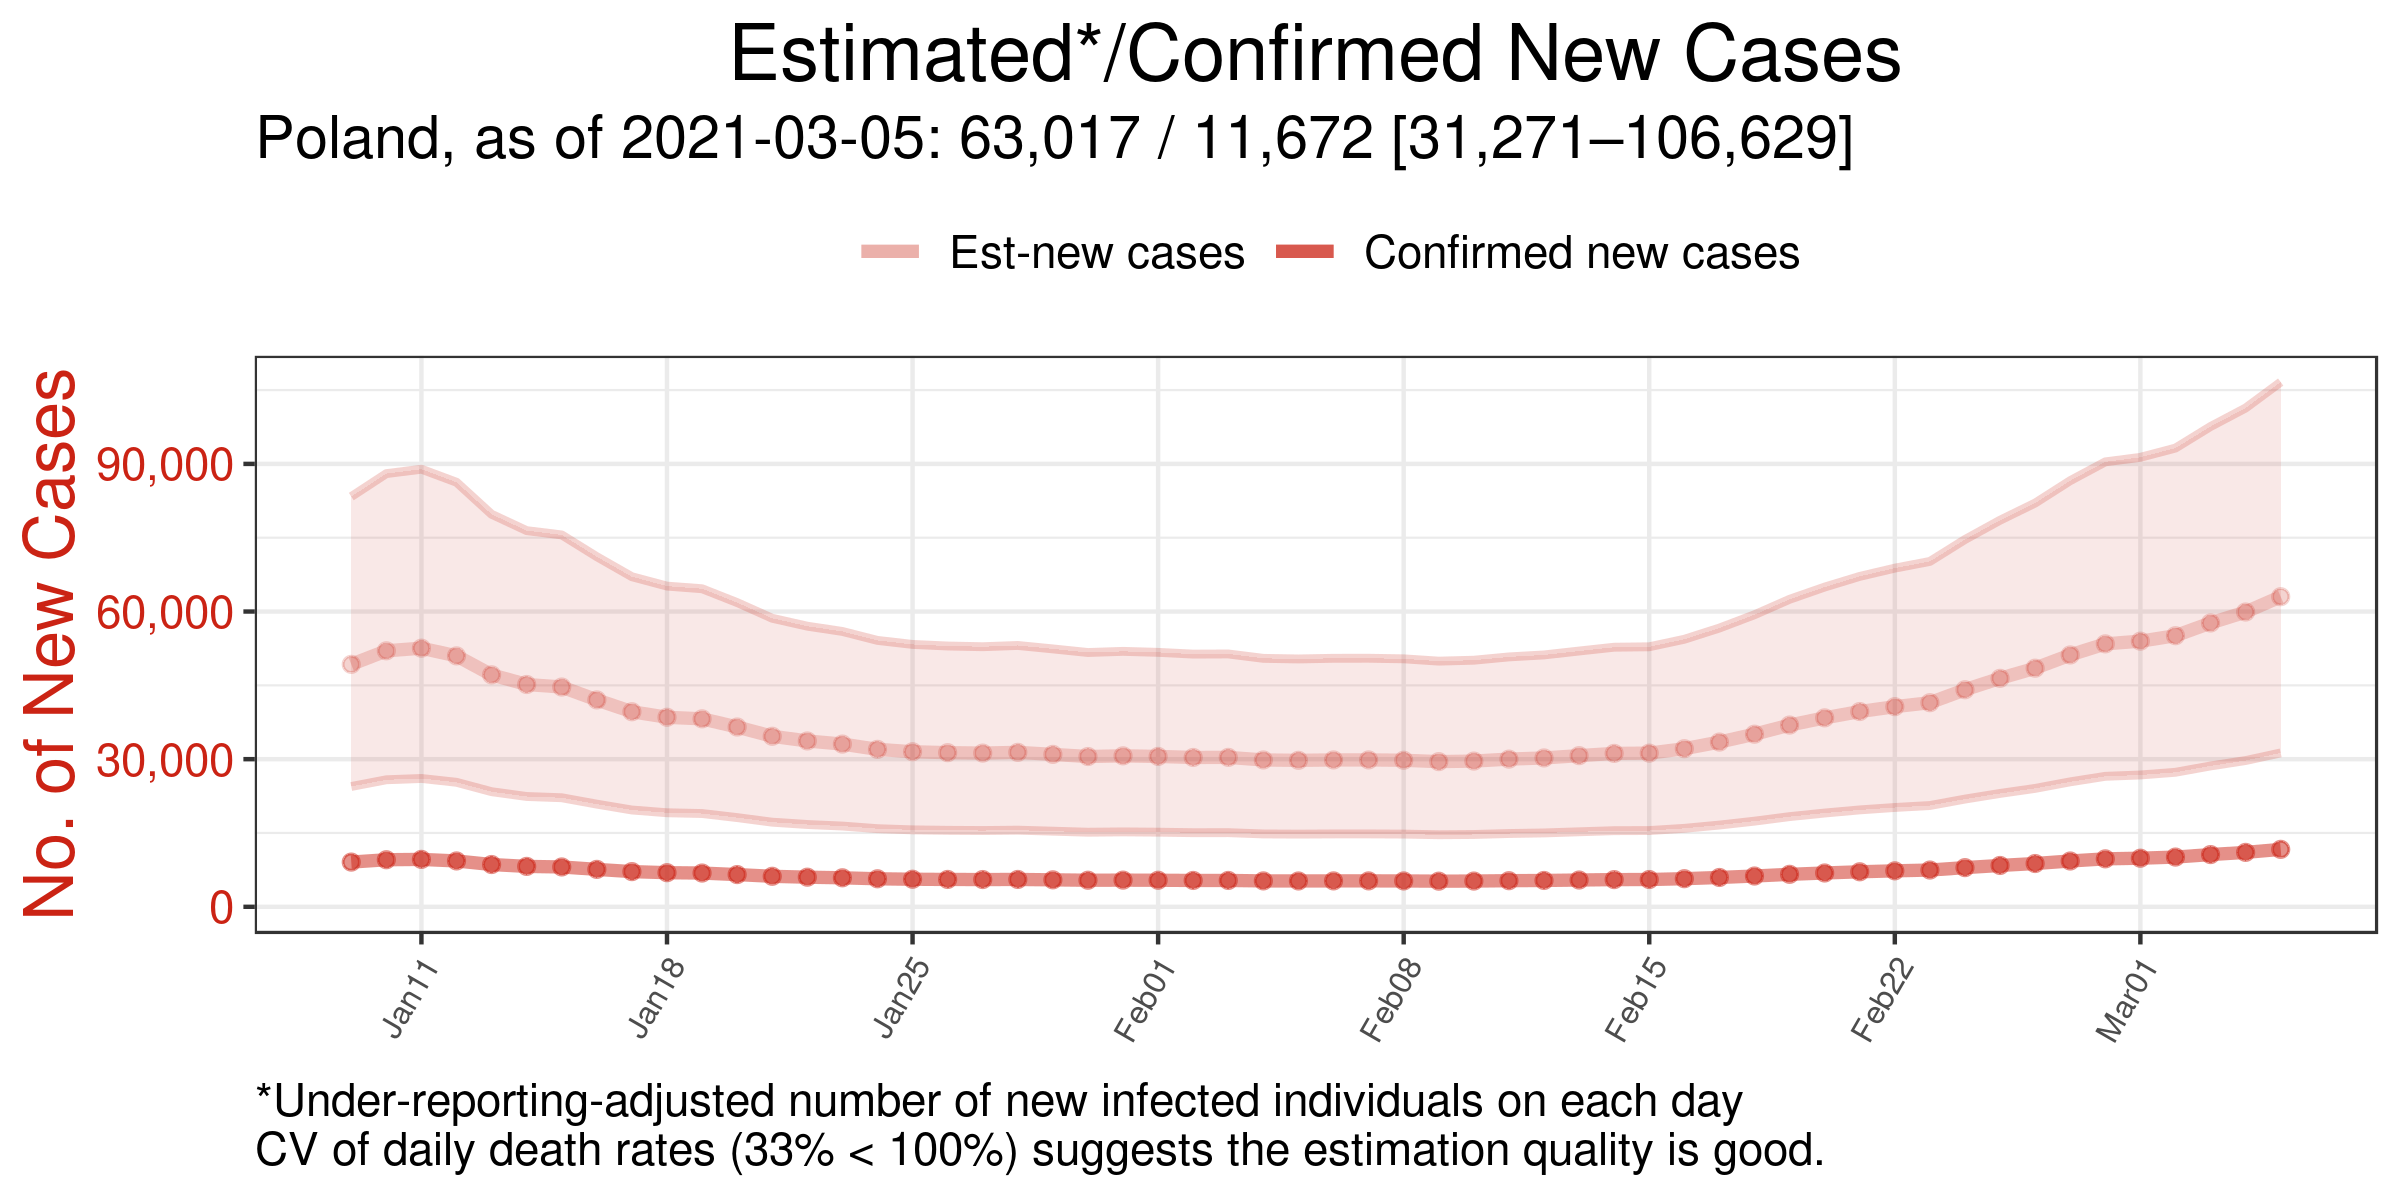 Estimated*/Confirmed New Cases
Poland, as of 2021-03-05: 63,017 / 11,672 [31,271–106,629]
Est-new cases Confirmed new cases
No. of New Cases
90,000
60,000
30,000
0
Jan11 Jan18 Jan25 Feb01 Feb08 Feb15 Feb22 Mar01
*Under-reporting-adjusted number of new infected individuals on each day
CV of daily death rates (33% < 100%) suggests the estimation quality is good.